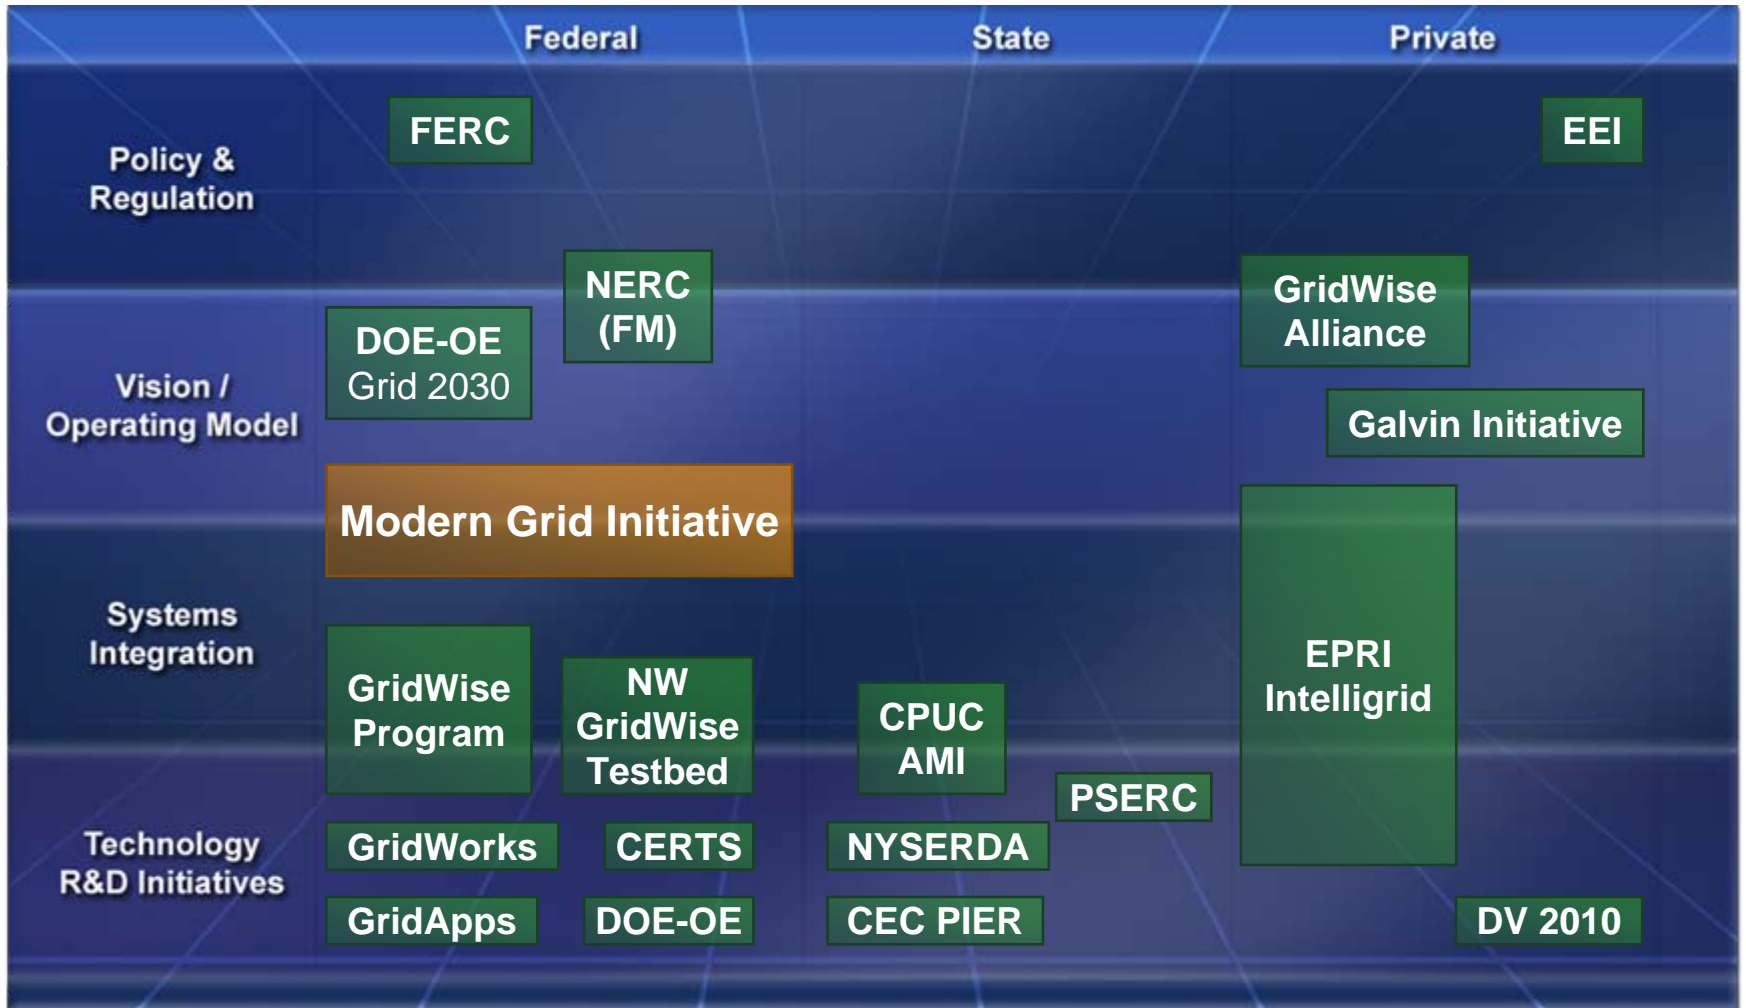 Federal
State
Private
Policy &
Regulation
FERC
EEI
NERC
(FM)
GridWise
Alliance
Vision /
Operating Model
DOE-OE
Grid 2030
Galvin Initiative
Modern Grid Initiative
Systems
Integration
GridWise
Program
NW
GridWise
Testbed
CPUC
AMI
EPRI
Intelligrid
PSERC
Technology
R&D Initiatives
GridWorks
CERTS
NYSERDA
GridApps
DOE-OE
CEC PIER
DV 2010